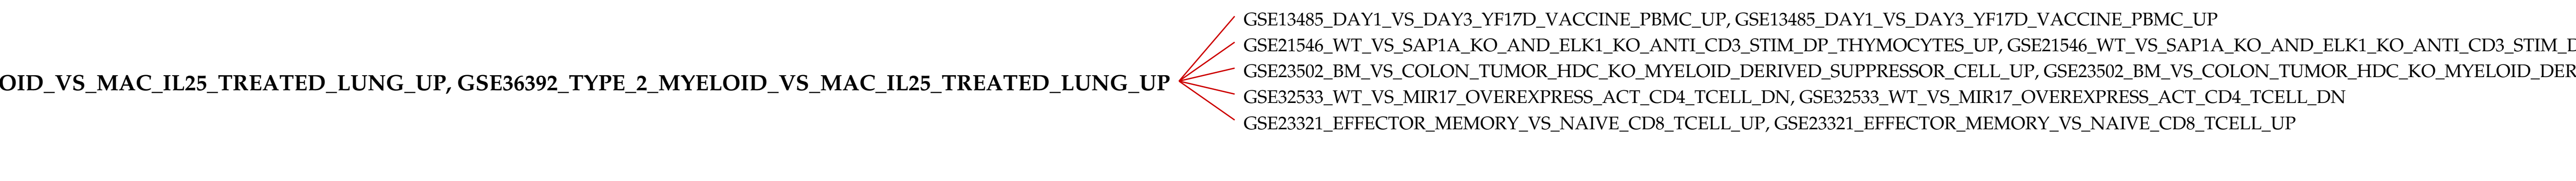 GSE13485_DAY1_VS_DAY3_YF17D_VACCINE_PBMC_UP, GSE13485_DAY1_VS_DAY3_YF17D_VACCINE_PBMC_UP
GSE21546_WT_VS_SAP1A_KO_AND_ELK1_KO_ANTI_CD3_STIM_DP_THYMOCYTES_UP, GSE21546_WT_VS_SAP1A_KO_AND_ELK1_KO_ANTI_CD3_STIM_D
GSE23502_BM_VS_COLON_TUMOR_HDC_KO_MYELOID_DERIVED_SUPPRESSOR_CELL_UP, GSE23502_BM_VS_COLON_TUMOR_HDC_KO_MYELOID_DER
OID_VS_MAC_IL25_TREATED_LUNG_UP, GSE36392_TYPE_2_MYELOID_VS_MAC_IL25_TREATED_LUNG_UP
GSE32533_WT_VS_MIR17_OVEREXPRESS_ACT_CD4_TCELL_DN, GSE32533_WT_VS_MIR17_OVEREXPRESS_ACT_CD4_TCELL_DN
GSE23321_EFFECTOR_MEMORY_VS_NAIVE_CD8_TCELL_UP, GSE23321_EFFECTOR_MEMORY_VS_NAIVE_CD8_TCELL_UP